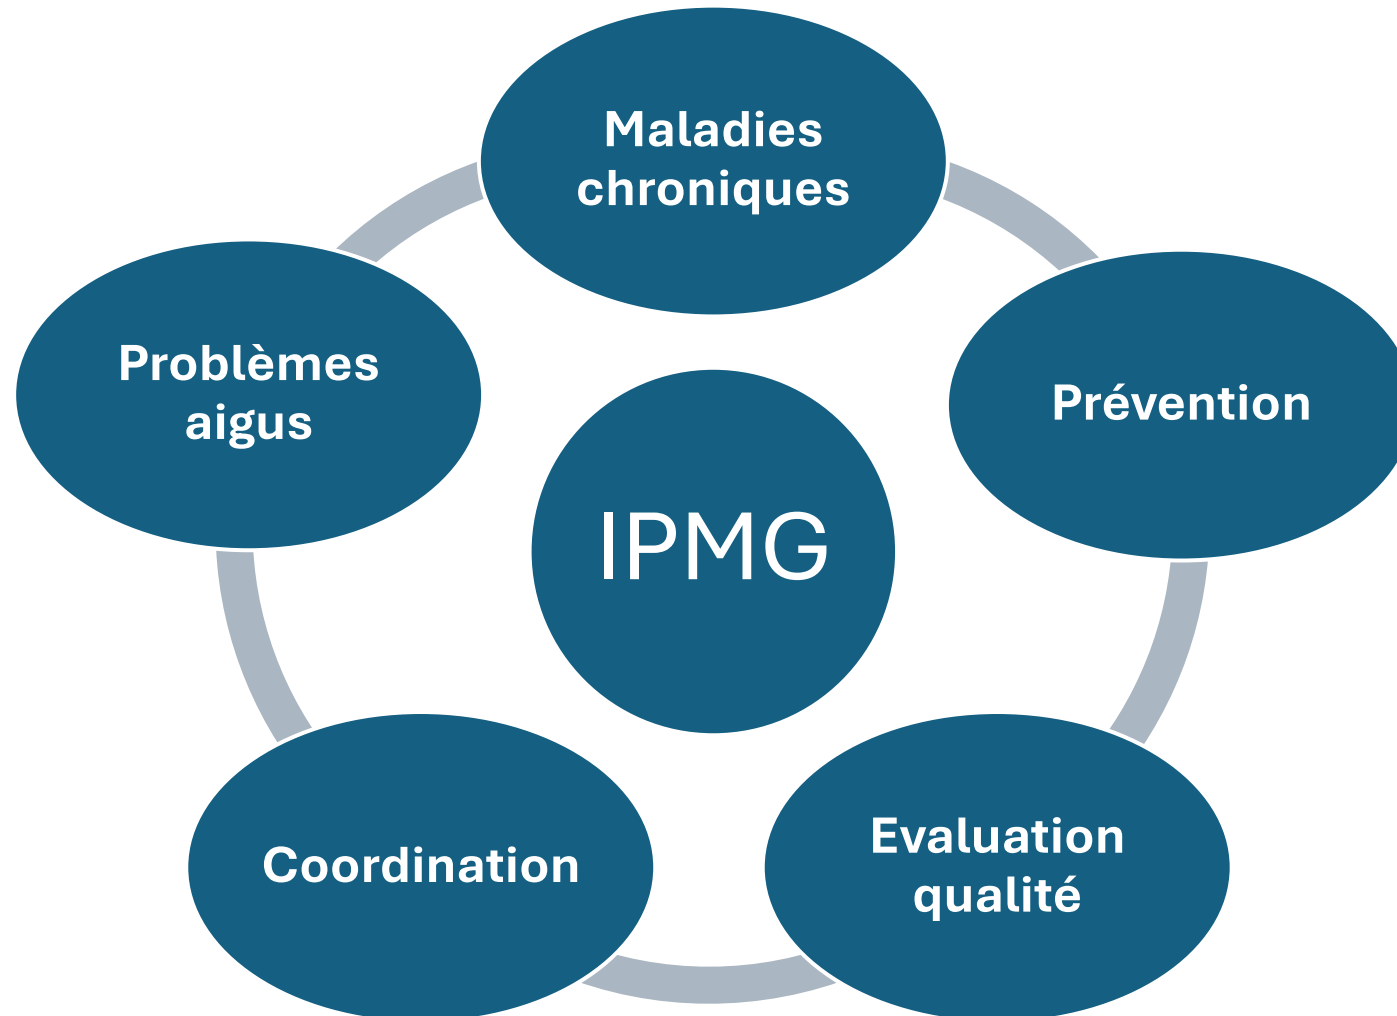 Maladies
chroniques
Problèmes
aigus
Prévention
IPMG
Coordination
Evaluation
qualité